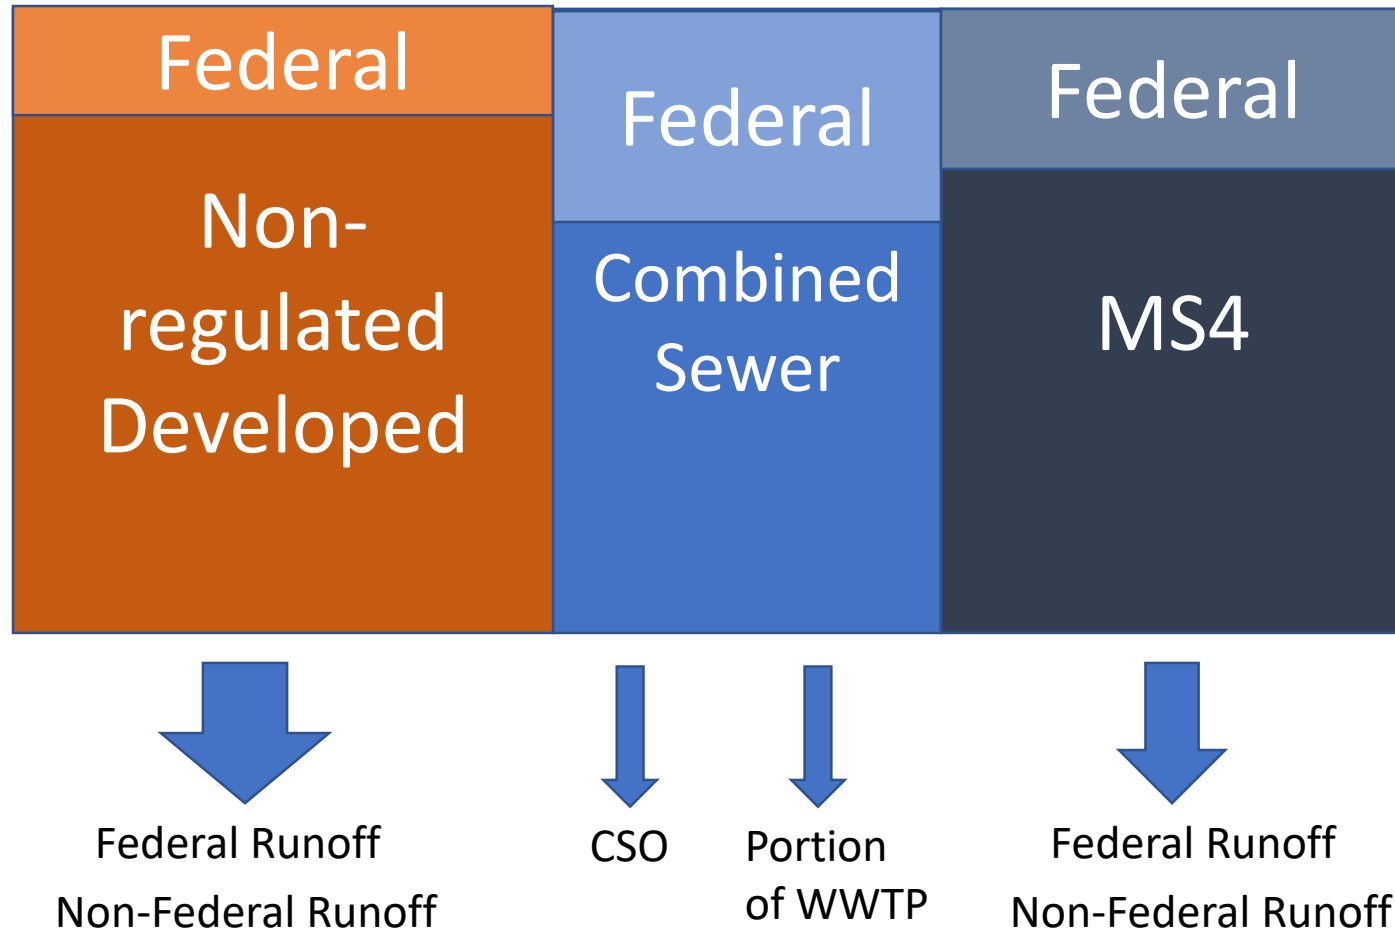 Federal
Non-
regulated
Developed
Federal
Combined
Sewer
Federal
MS4
Federal Runoff
Non-Federal Runoff
CSO
Portion
of WWTP
Federal Runoff
Non-Federal Runoff